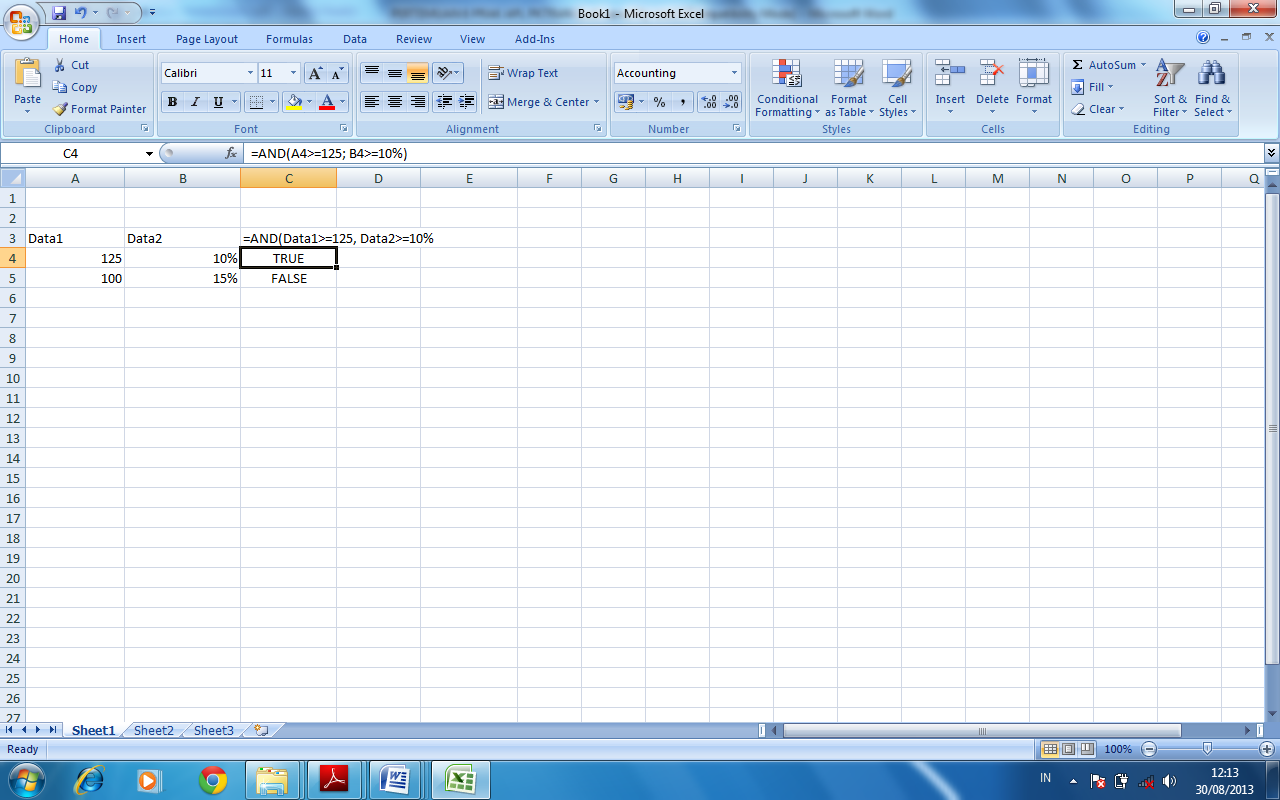 Book1 - Microsoft Excel
Home Insert Page Layout Formulas Data Review View Add-Ins
Paste
Cut
Copy
Format Painter
Clipboard
Calibri 11
B I U
Font
Wrap Text
Merge & Center
Alignment
Accounting
% ,
Number
Conditional Formatting
Format as Table
Cell Styles
Styles
Insert Delete Format
Cells
Σ AutoSum
Fill
Clear
Sort & Filter
Find & Select
Editing
C4 fx =AND(A4>=125; B4>=10%)
A B C D E F G H I J K L M N O P Q
1
2
3 Data1 Data2 =AND(Data1>=125, Data2>=10%
4 125 10% TRUE
5 100 15% FALSE
6
7
8
9
10
11
12
13
14
15
16
17
18
19
20
21
22
23
24
25
26
27
Sheet1 Sheet2 Sheet3
Ready 100%
IN 12:13
30/08/2013